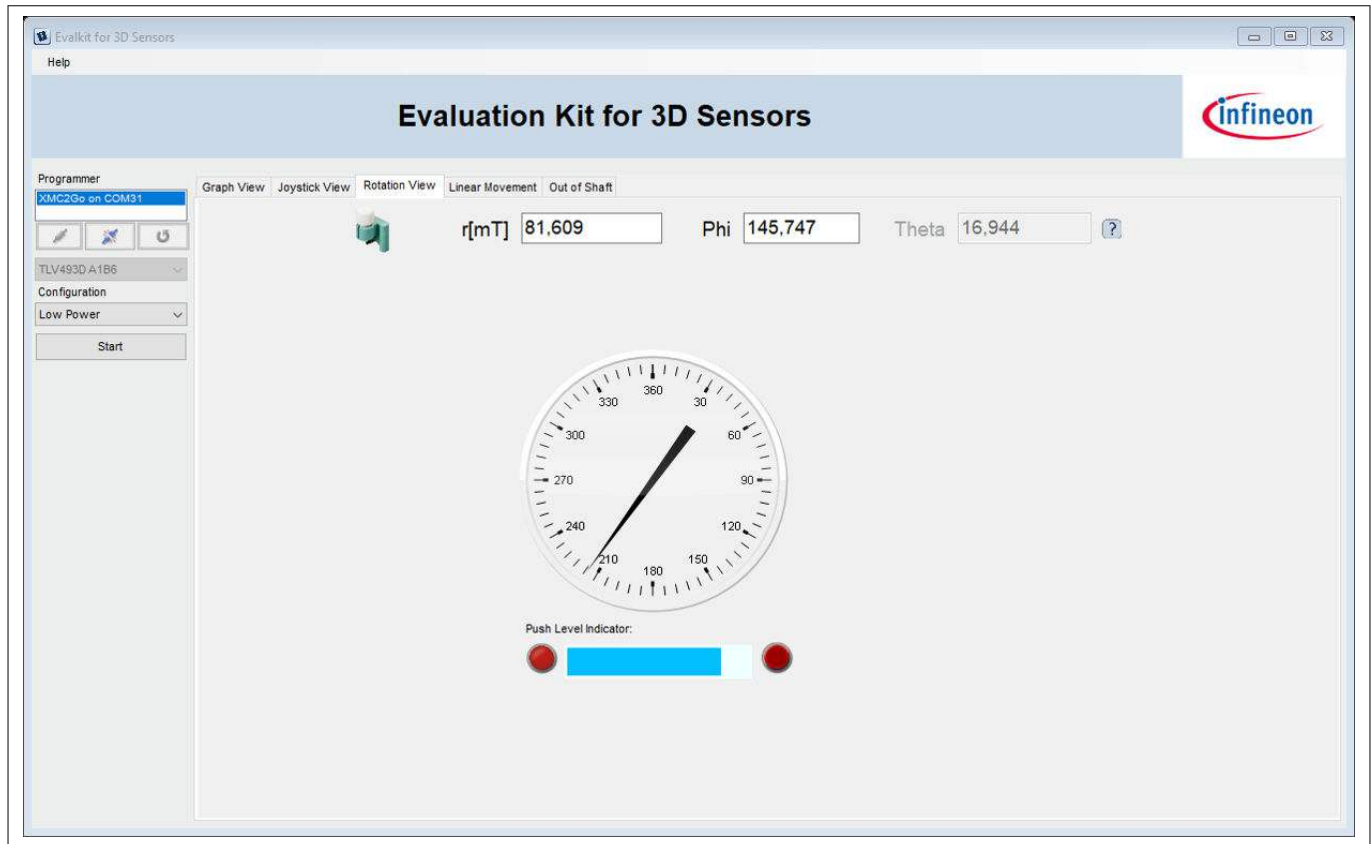 Evalkit for 3D Sensors
Help
Evaluation Kit for 3D Sensors
infineon
Programmer
XMC2Go on COM31
TLV493D A1B6
Configuration
Low Power
Start
Graph View Joystick View Rotation View Linear Movement Out of Shaft
r[mT] 81,609 Phi 145,747 Theta 16,944 ?
360
330 30
300 60
270 90
240 120
210 150
180
Push Level Indicator: